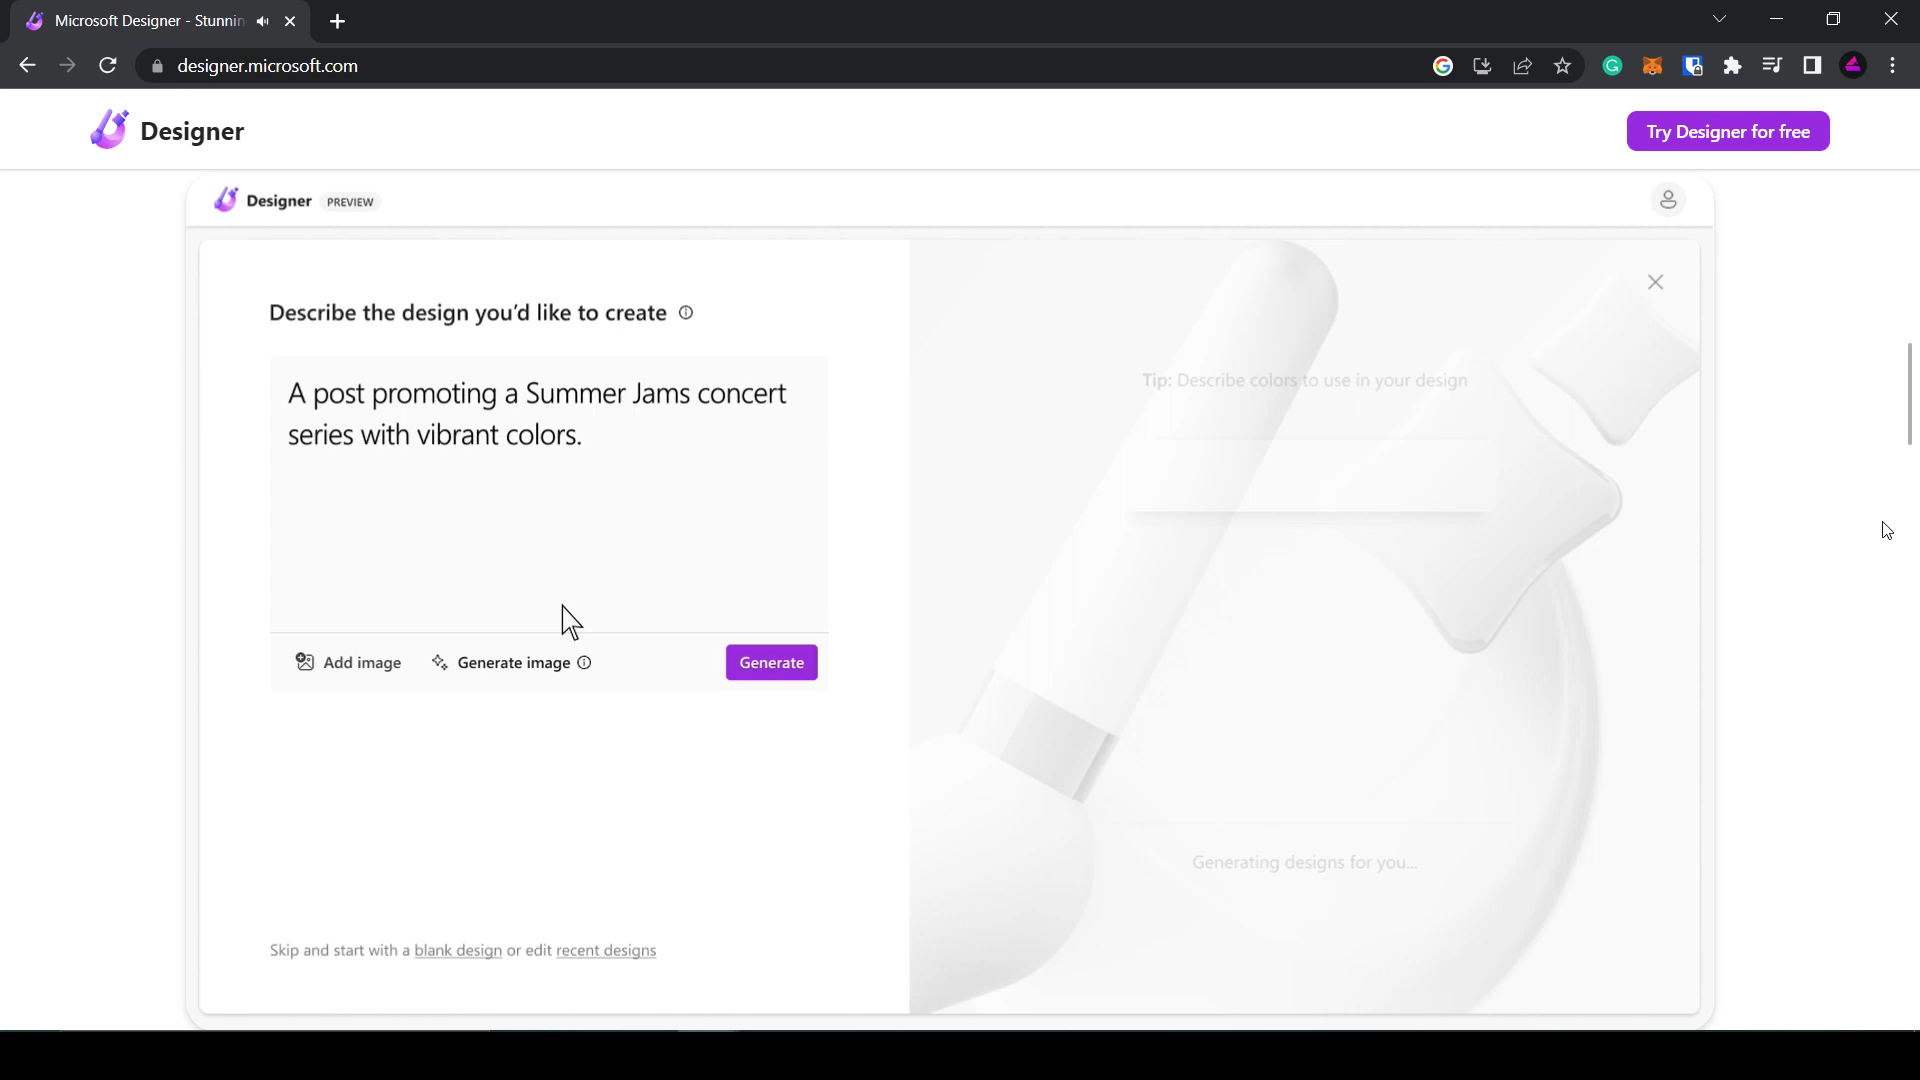 Microsoft Designer - Stunnin
designer.microsoft.com
Designer
Try Designer for free
Designer PREVIEW
Describe the design you'd like to create
A post promoting a Summer Jams concert
series with vibrant colors.
Add image
Generate image
Generate
Skip and start with a blank design or edit recent designs
Tip: Describe colors to use in your design
Generating designs for you...